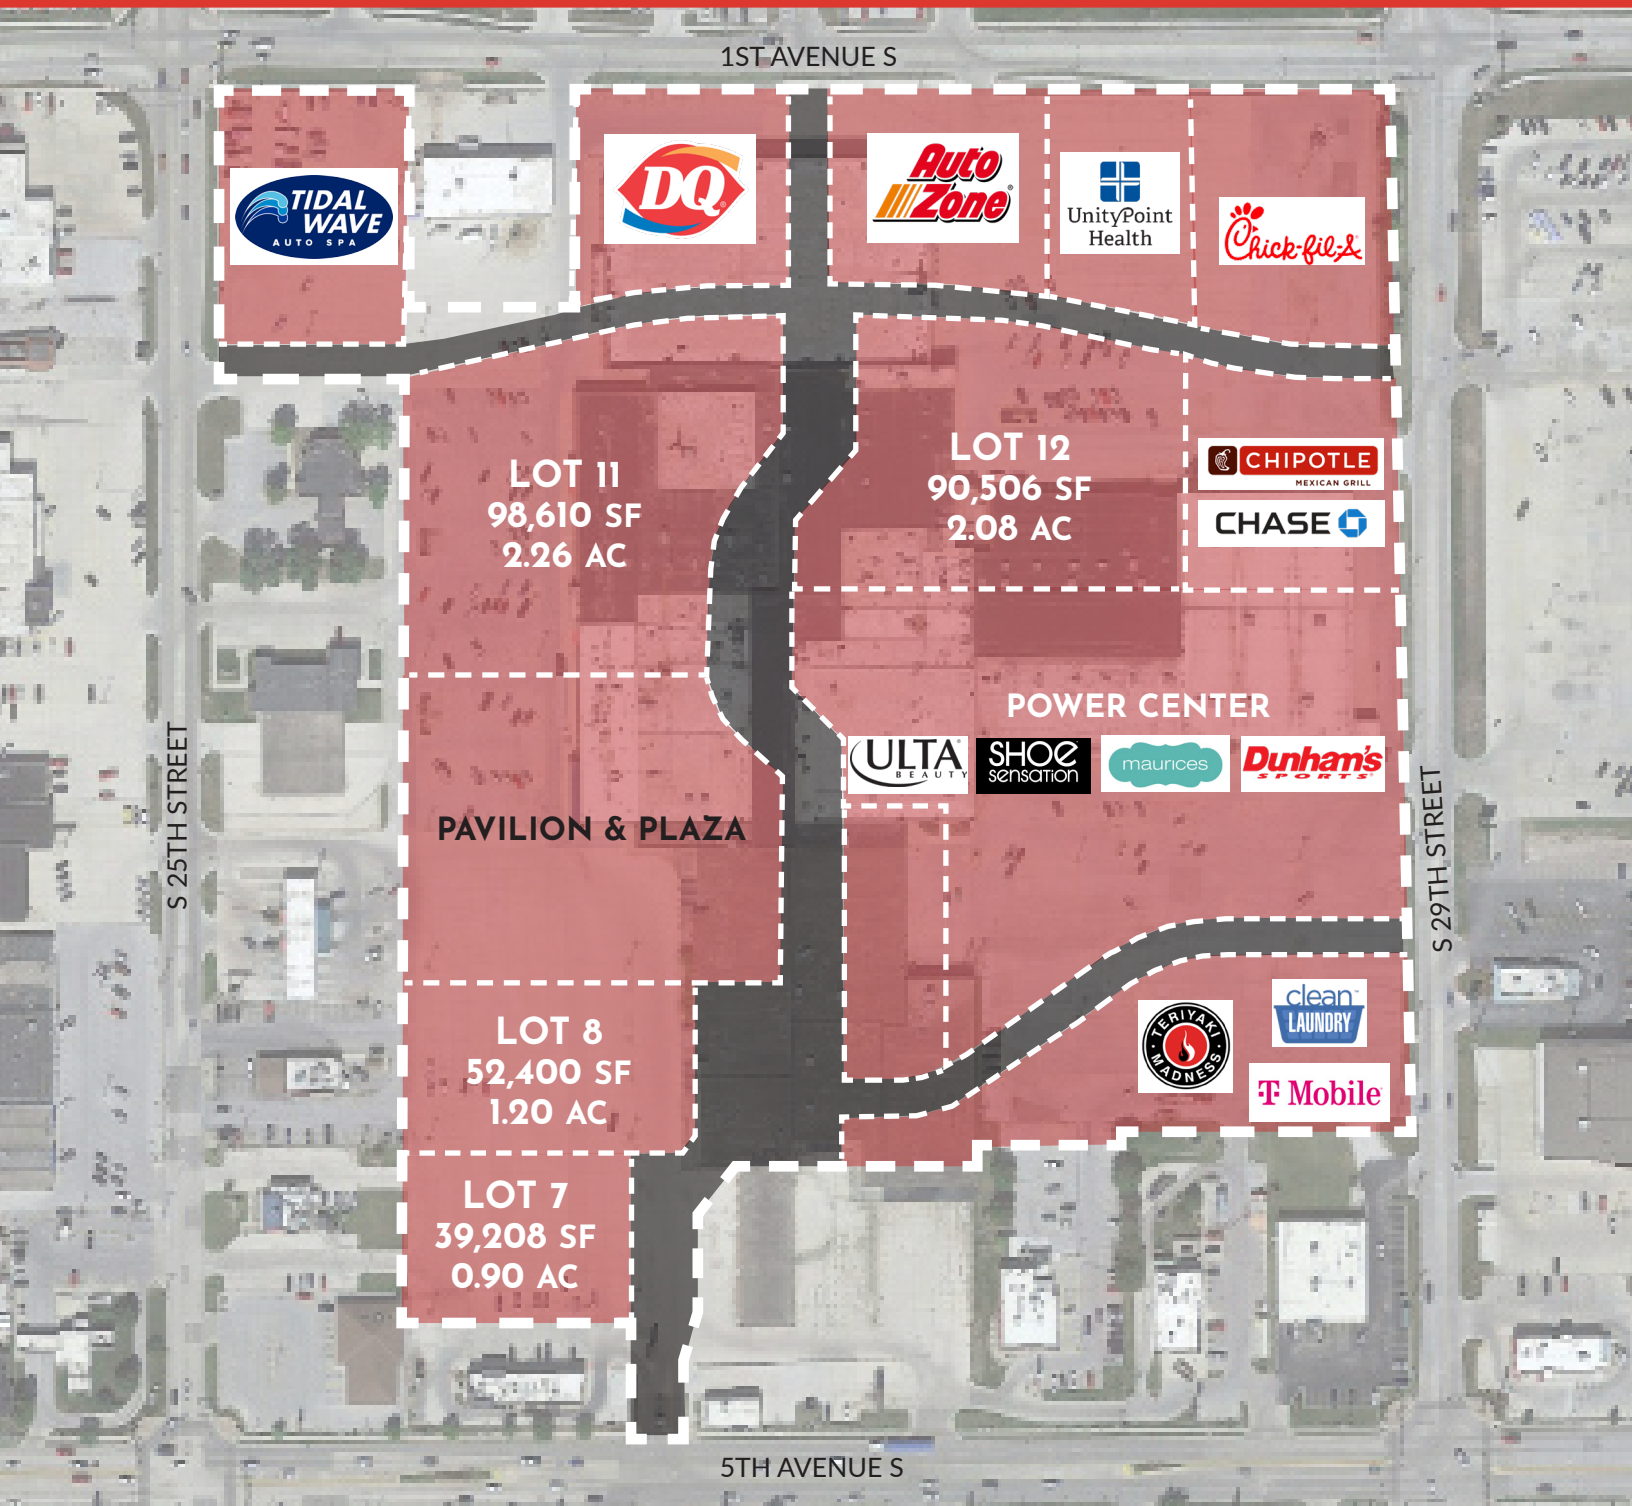 1ST AVENUE S
TIDAL
WAVE
AUTO SPA
DQ
Auto
Zone
UnityPoint
Health
Chick-fil-A
LOT 11
98,610 SF
2.26 AC
LOT 12
90,506 SF
2.08 AC
CHIPOTLE
MEXICAN GRILL
CHASE
POWER CENTER
ULTA
BEAUTY
SHOE
sensation
maurices
Dunham's
SPORTS
PAVILION & PLAZA
S 25TH STREET
S 29TH STREET
LOT 8
52,400 SF
1.20 AC
TERIYAKI
MADNESS
clean
LAUNDRY
T Mobile
LOT 7
39,208 SF
0.90 AC
5TH AVENUE S